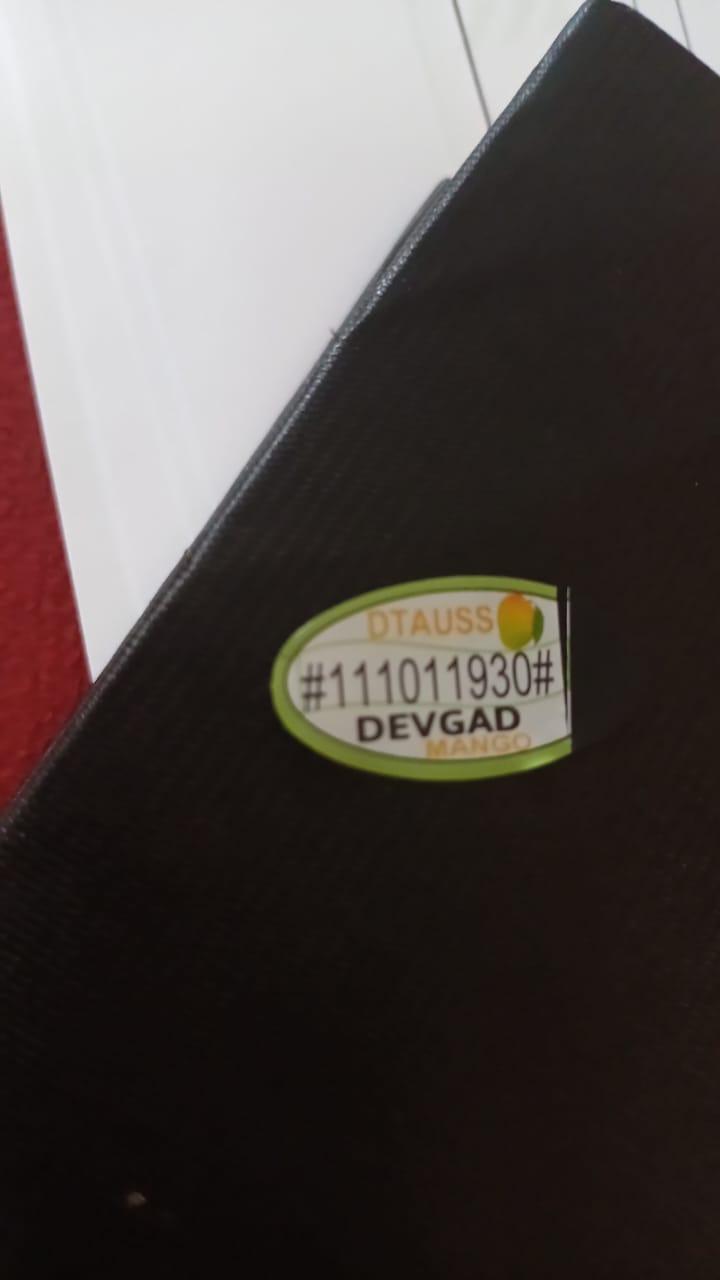 DTAUSS
#111011930#
DEVGAD
MANGO